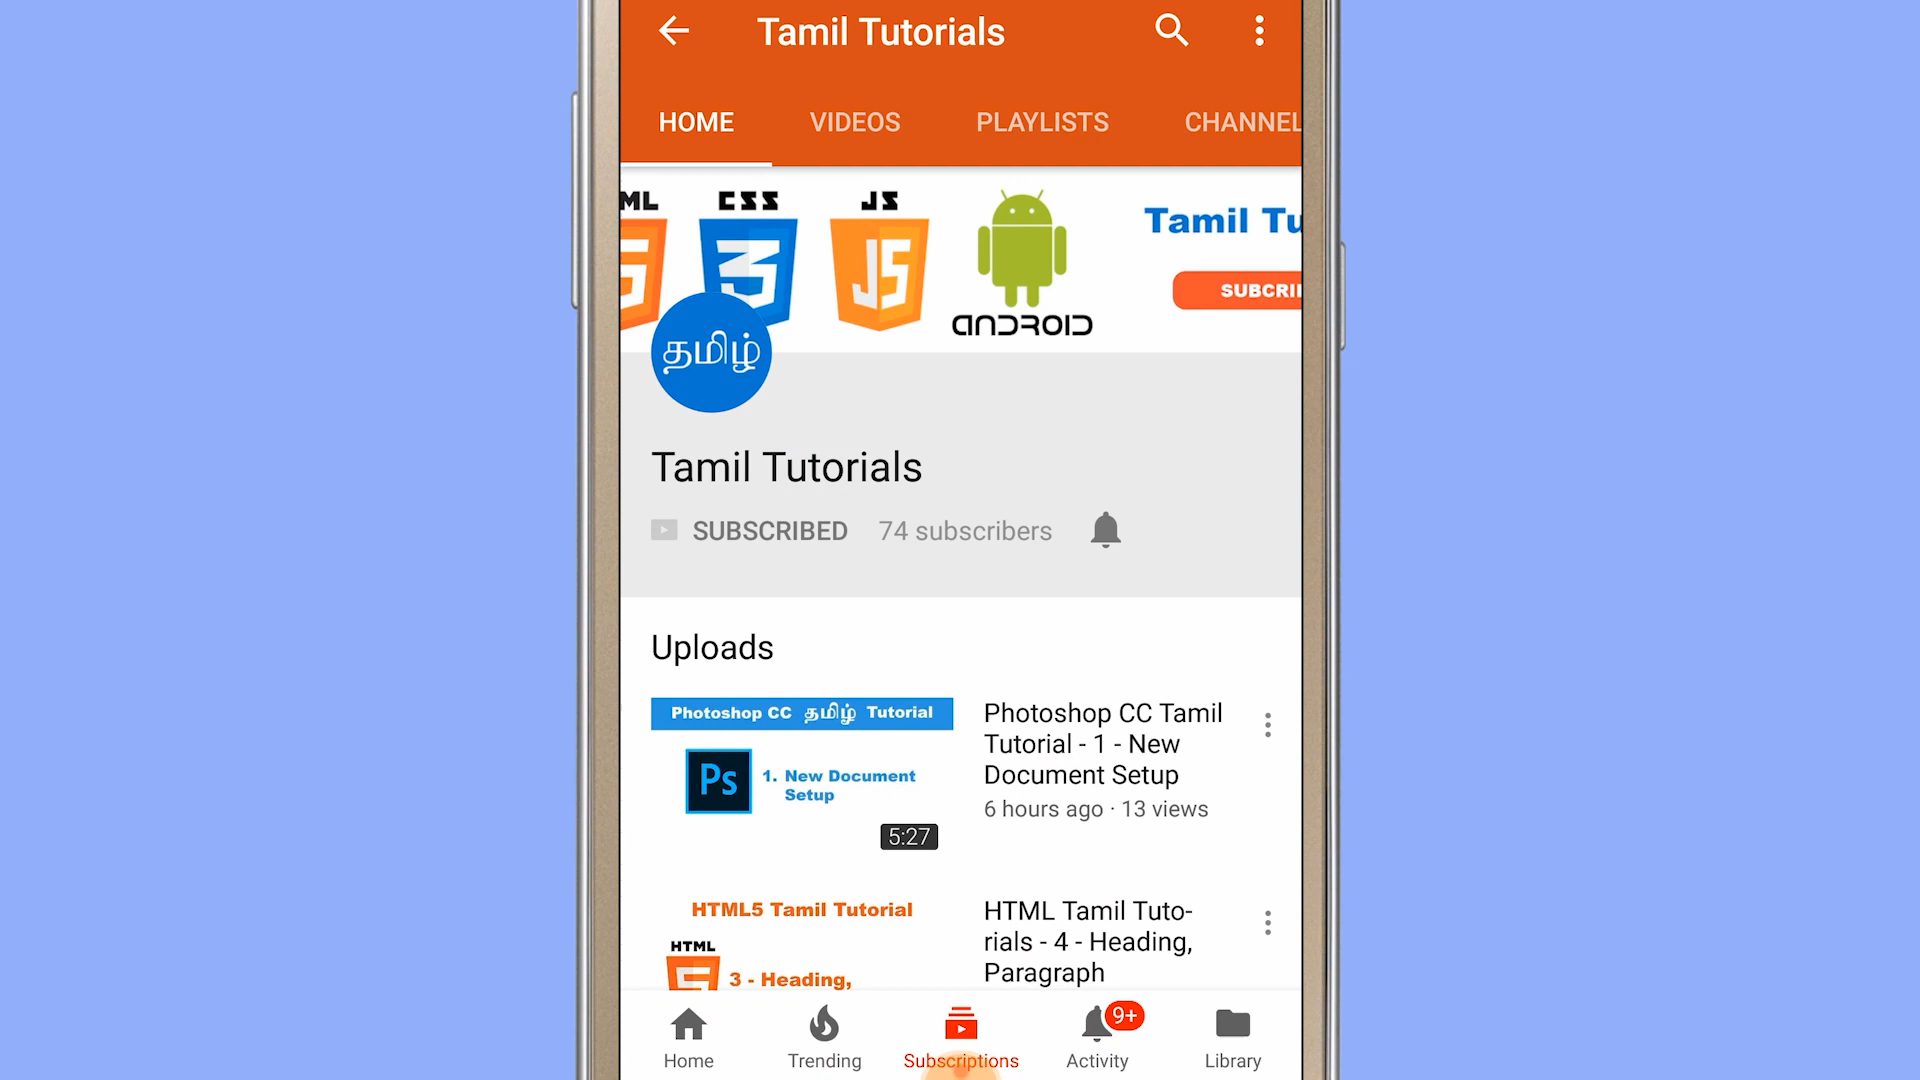 Tamil Tutorials
HOME VIDEOS PLAYLISTS CHANNEL
ML CSS JS
Tamil Tu
SUBCRI
ANDROID
தமிழ்
Tamil Tutorials
SUBSCRIBED 74 subscribers
Uploads
Photoshop CC தமிழ் Tutorial
Ps
1. New Document
Setup
5:27
Photoshop CC Tamil
Tutorial - 1 - New
Document Setup
6 hours ago · 13 views
HTML5 Tamil Tutorial
HTML
3 - Heading,
HTML Tamil Tuto-
rials - 4 - Heading,
Paragraph
9+
Home Trending Subscriptions Activity Library